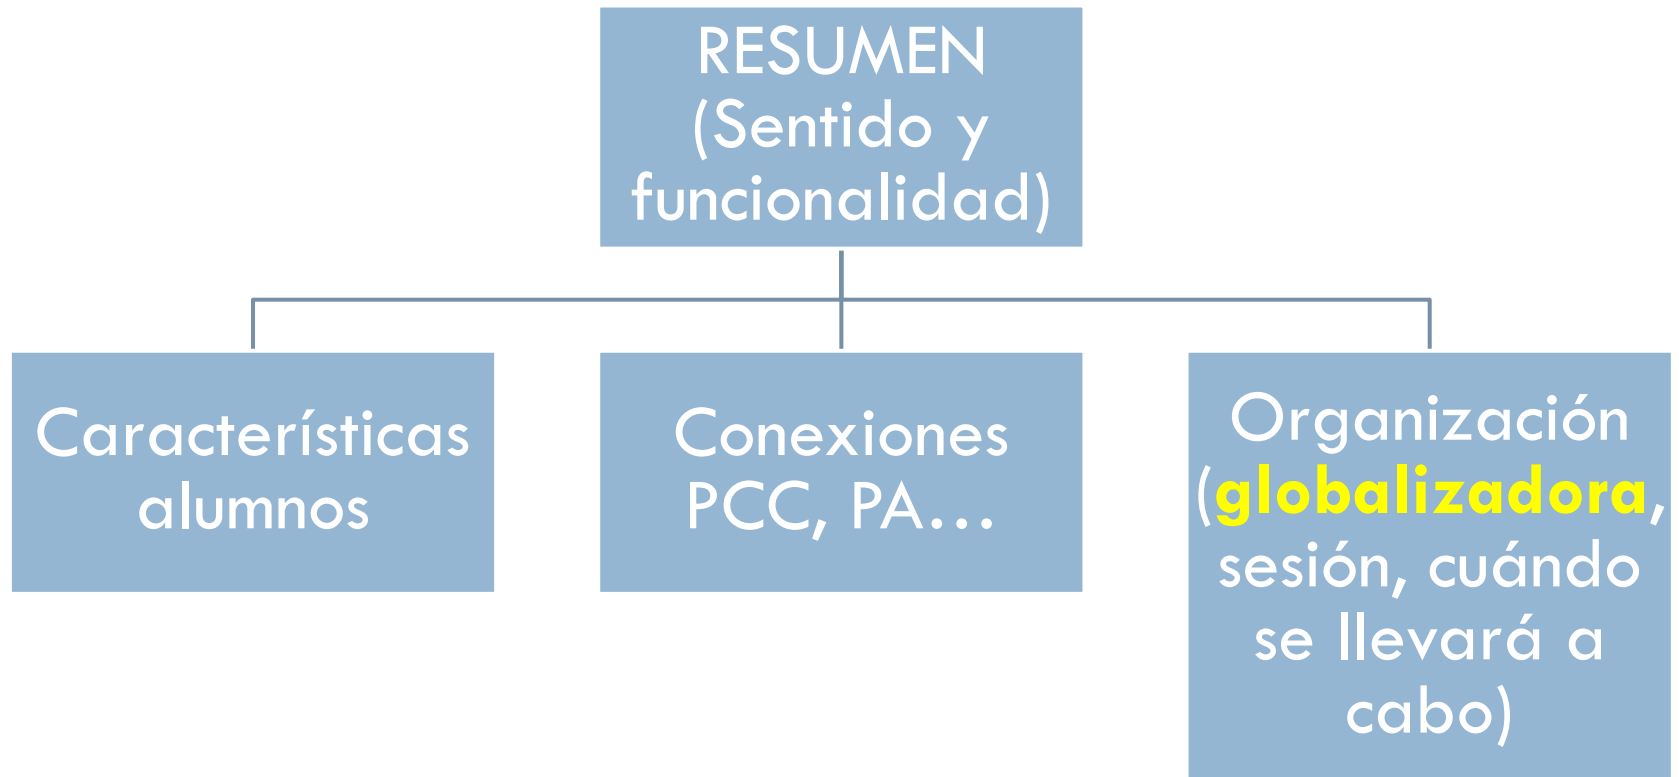 RESUMEN
(Sentido y
funcionalidad)
Características
alumnos
Conexiones
PCC, PA…
Organización
(globalizadora,
sesión, cuándo
se llevará a
cabo)